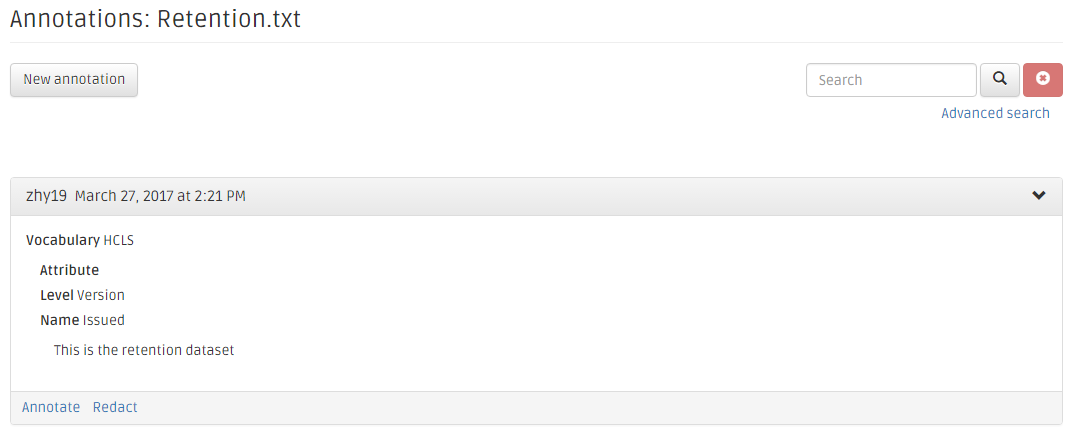 Annotations: Retention.txt
New annotation
Search
Advanced search
zhy19 March 27, 2017 at 2:21 PM
Vocabulary HCLS
Attribute
Level Version
Name Issued
This is the retention dataset
Annotate Redact